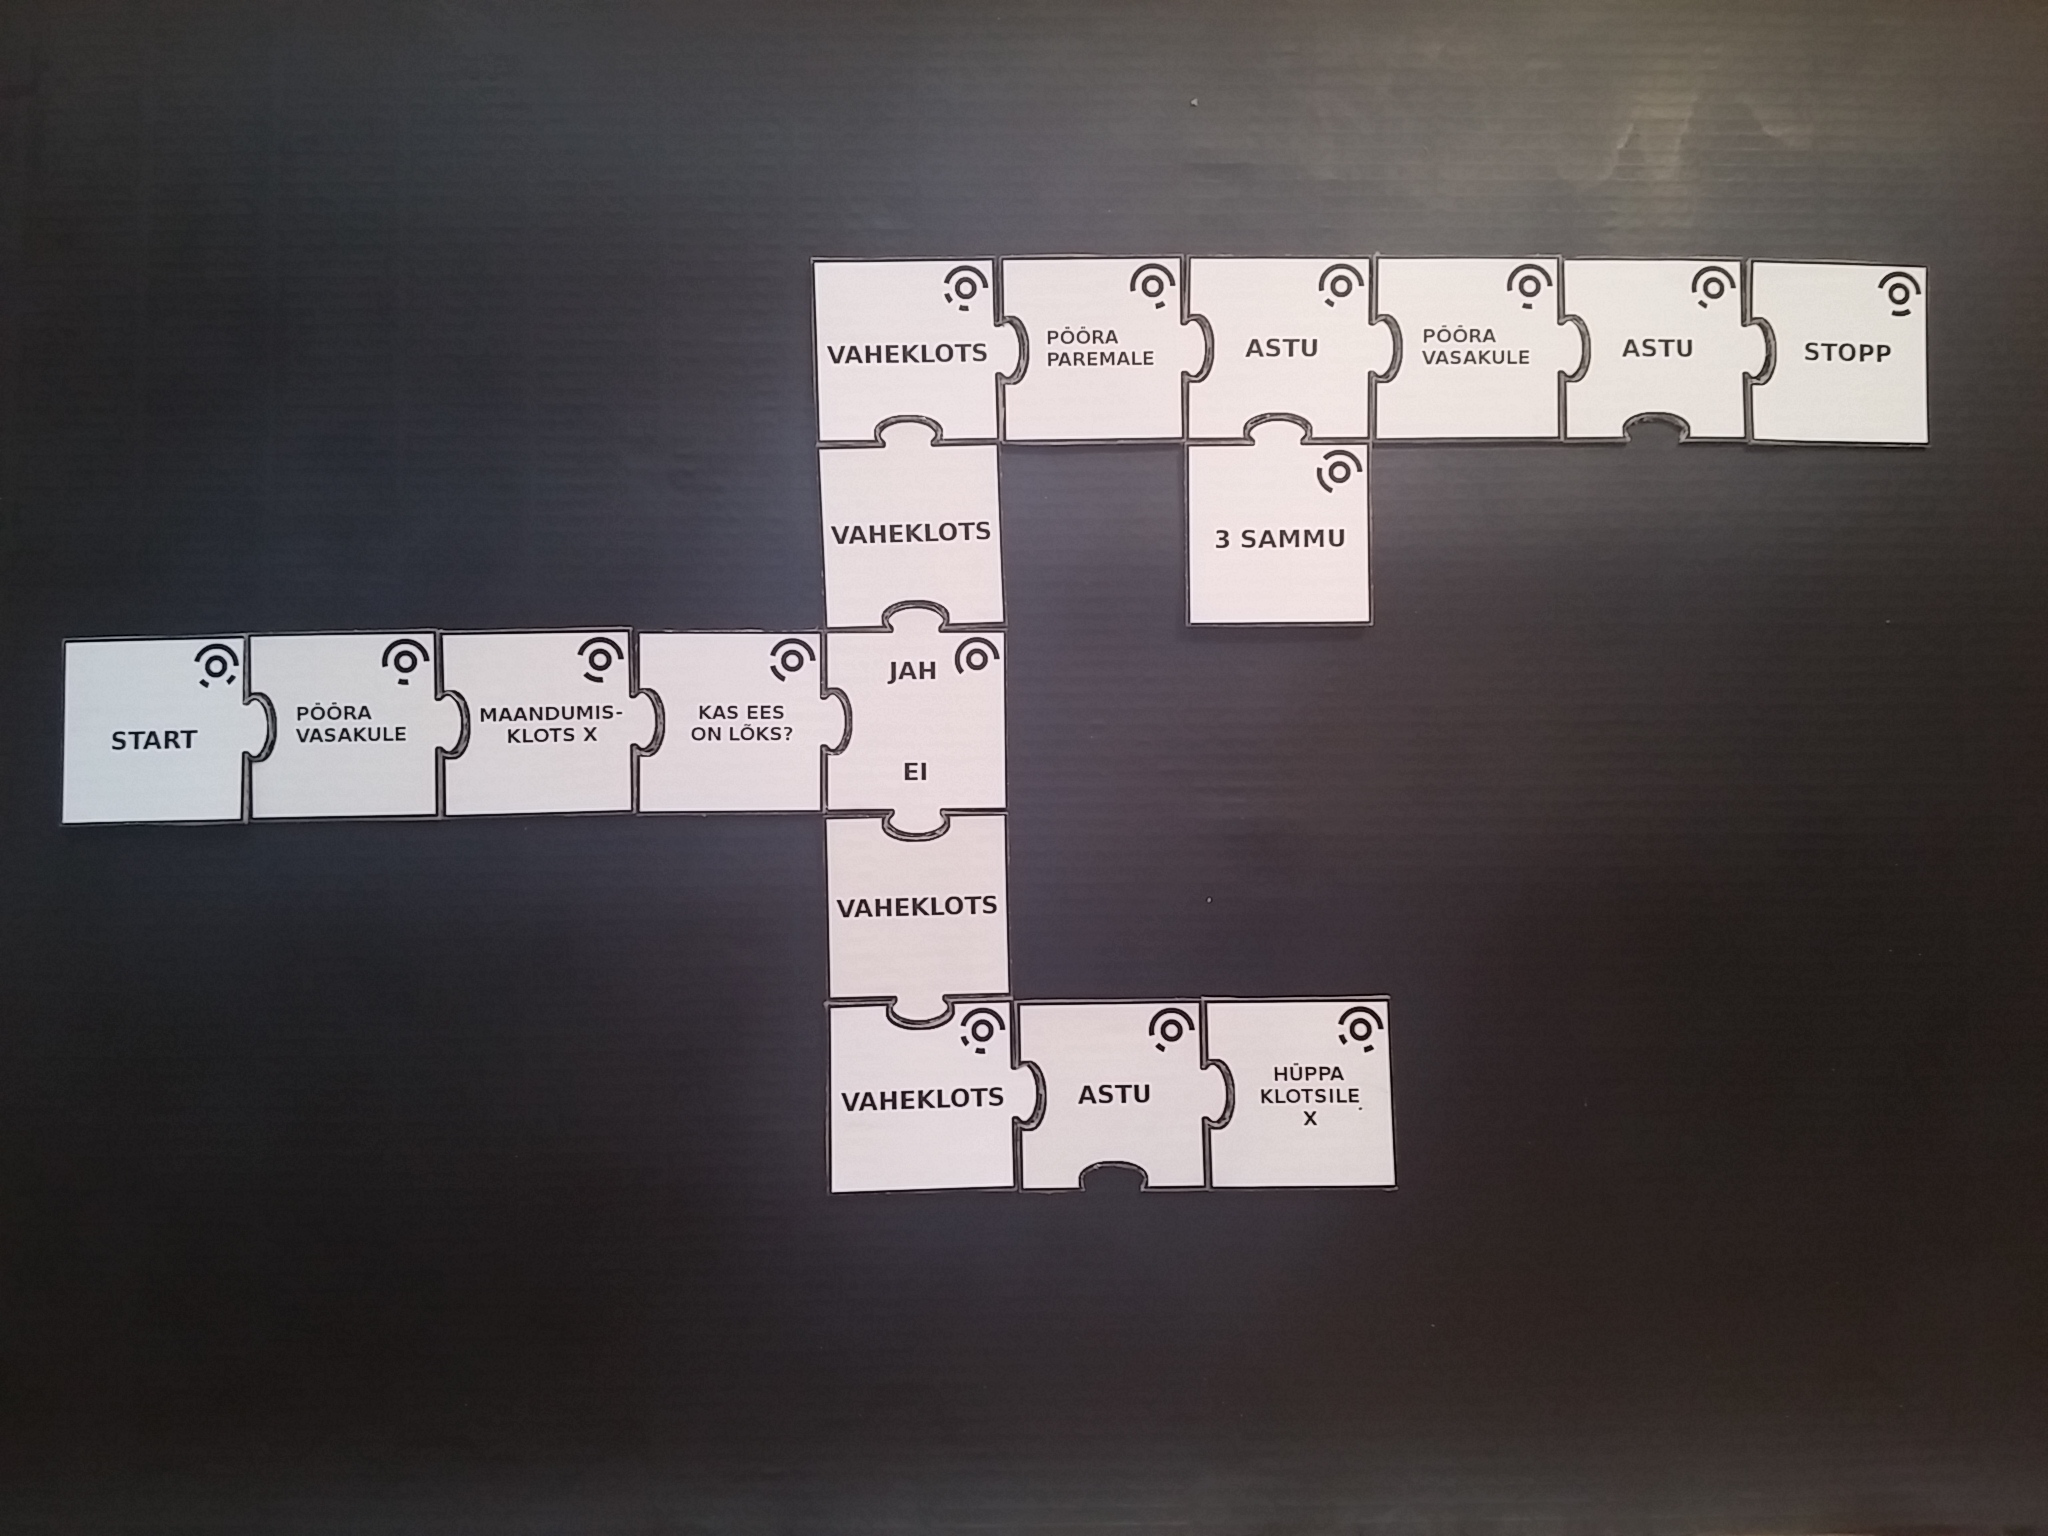 START
PÖÖRA
VASAKULE
MAANDUMIS-
KLOTS X
KAS EES
ON LÕKS?
JAH
EI
VAHEKLOTS
VAHEKLOTS
PÖÖRA
PAREMALE
ASTU
3 SAMMU
PÖÖRA
VASAKULE
ASTU
STOPP
VAHEKLOTS
VAHEKLOTS
ASTU
HÜPPA
KLOTSILE
X